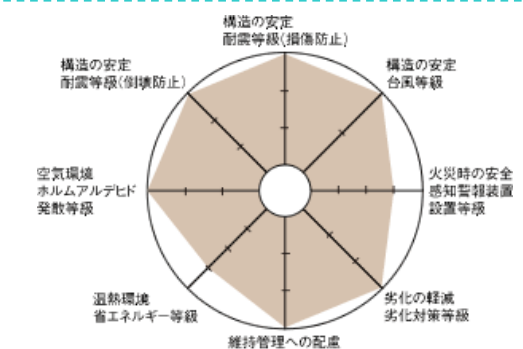 構造の安定
耐震等級(損傷防止)
構造の安定
耐震等級(倒壊防止)
構造の安定
台風等級
空気環境
ホルムアルデヒド
発散等級
火災時の安全
感知警報装置
設置等級
温熱環境
省エネルギー等級
劣化の軽減
劣化対策等級
維持管理への配慮